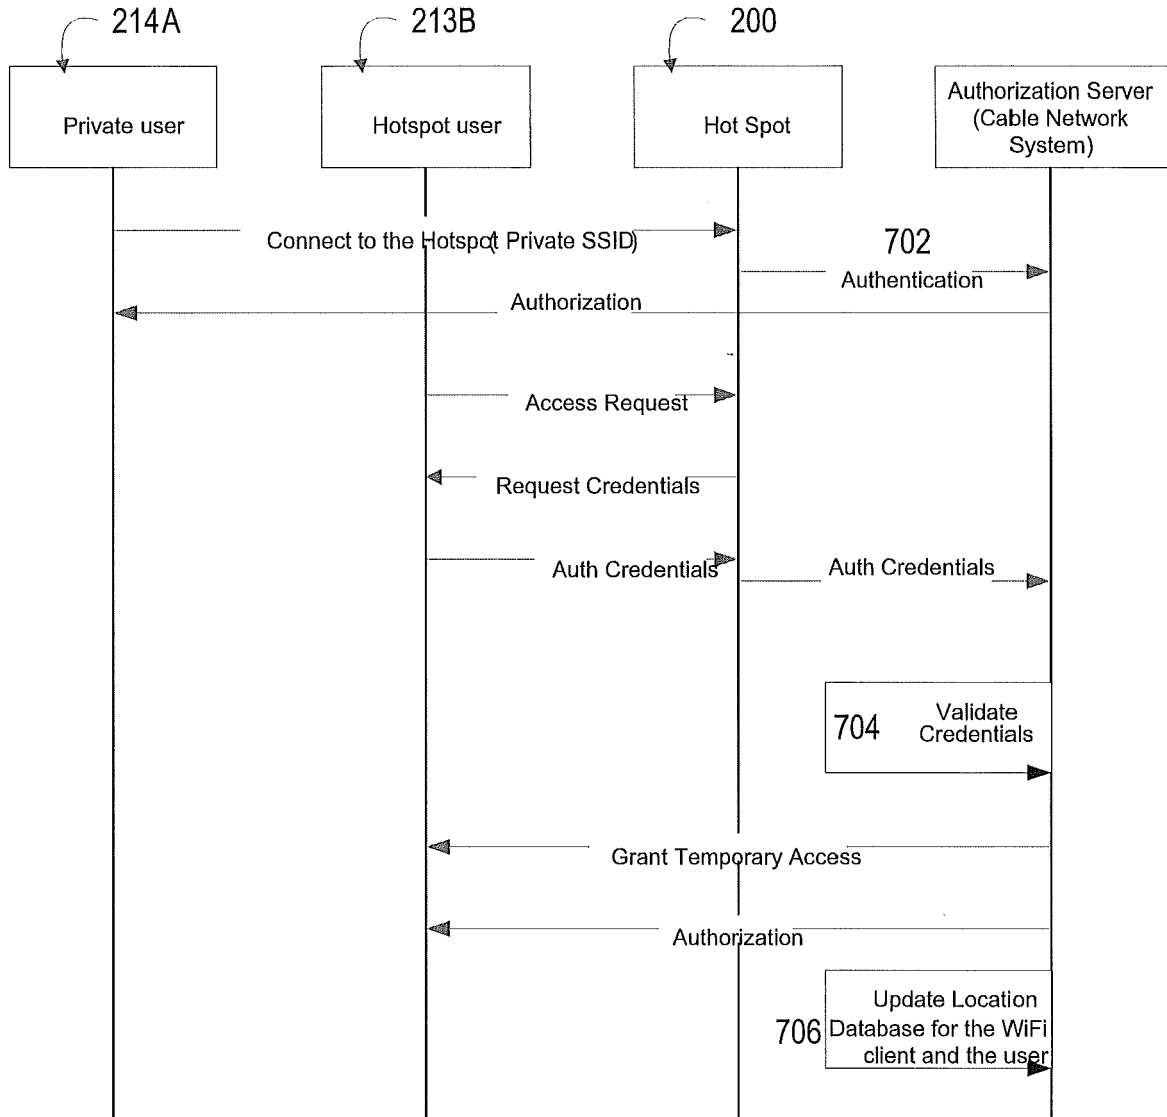 214A
213B
200
Private user
Hotspot user
Hot Spot
Authorization Server
(Cable Network
System)
Connect to the Hotspot( Private SSID)
702
Authentication
Authorization
Access Request
Request Credentials
Auth Credentials
Auth Credentials
704
Validate
Credentials
Grant Temporary Access
Authorization
706
Update Location
Database for the WiFi
client and the user